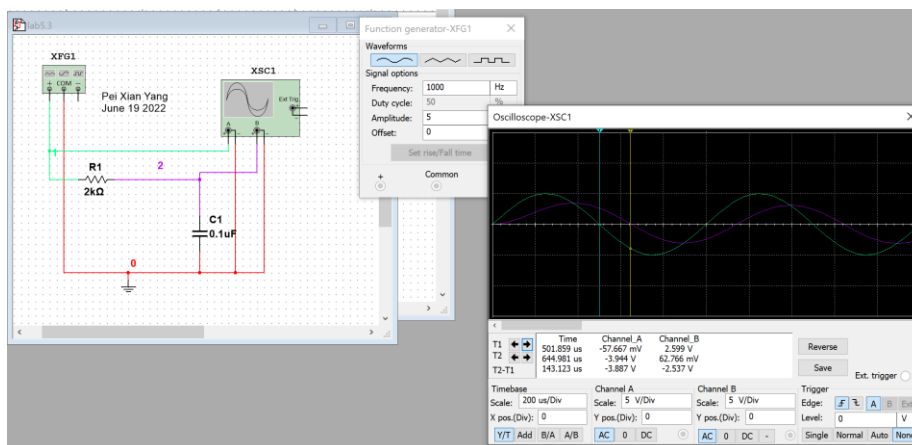 lab5.3
XFG1
COM
XSC1
Ext Trig
A
B
Pei Xian Yang
June 19 2022
1
2
R1
2kΩ
C1
0.1uF
0
Function generator-XFG1
Waveforms
Signal options
Frequency: 1000 Hz
Duty cycle: 50 %
Amplitude: 5
Offset: 0
Set rise/Fall time
+ Common
Oscilloscope-XSC1
Time Channel_A Channel_B
T1 501.859 us -57.667 mV 2.599 V
T2 644.981 us -3.944 V 62.766 mV
T2-T1 143.123 us -3.887 V -2.537 V
Reverse
Save
Ext. trigger
Timebase Channel A Channel B Trigger
Scale: 200 us/Div Scale: 5 V/Div Scale: 5 V/Div Edge: A B Ext
X pos.(Div): 0 Y pos.(Div): 0 Y pos.(Div): 0 Level: 0 V
Y/T Add B/A A/B AC 0 DC AC 0 DC - Single Normal Auto None